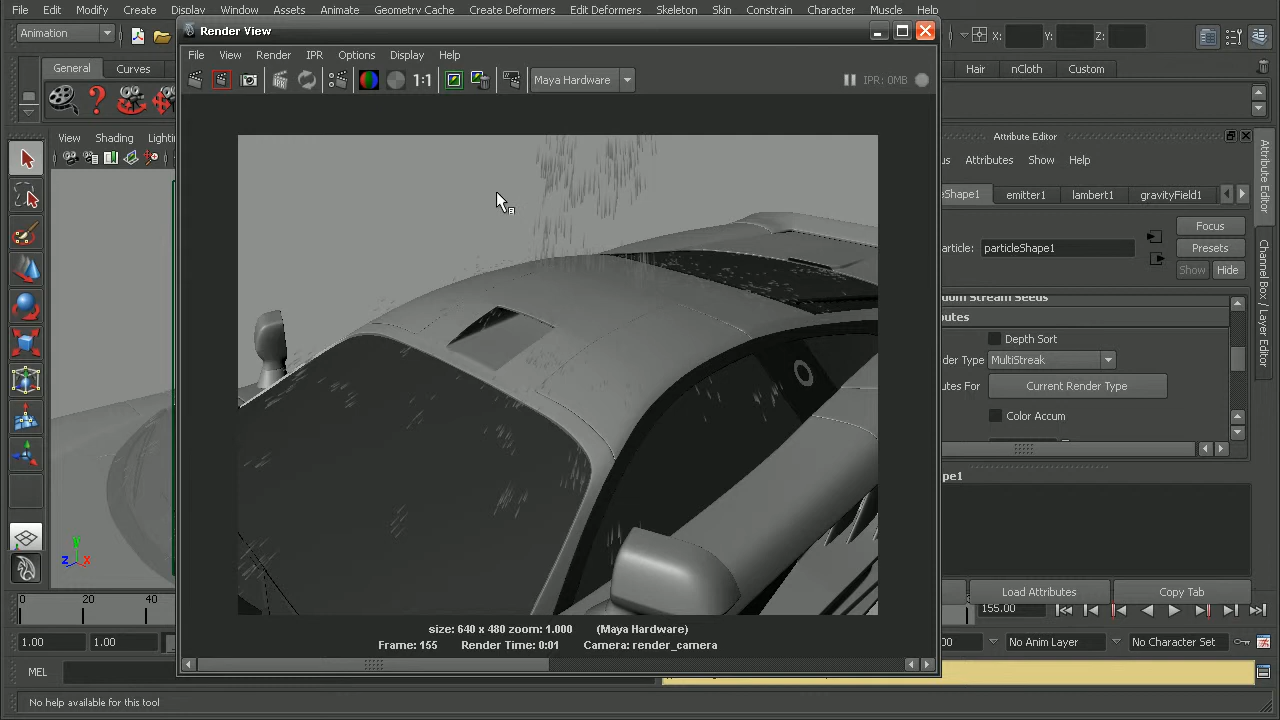 File Edit Modify Create Display Window Assets Animate Geometry Cache Create Deformers Edit Deformers Skeleton Skin Constrain Character Muscle Help
Render View
Animation
X: Y: Z:
File View Render IPR Options Display Help
General Curves
Hair nCloth Custom
1:1
Maya Hardware
IPR: 0MB
View Shading
Attribute Editor
Attributes Show Help
emitter1 lambert1 gravityField1
Focus
particleShape1
Presets
Show Hide
Depth Sort
MultiStreak
Current Render Type
Color Accum
Attribute Editor
Channel Box / Layer Editor
Y
Z X
Load Attributes Copy Tab
0 20 40
155.00
1.00 1.00
No Anim Layer No Character Set
size: 640 x 480 zoom: 1.000 (Maya Hardware)
Frame: 155 Render Time: 0:01 Camera: render_camera
MEL
No help available for this tool